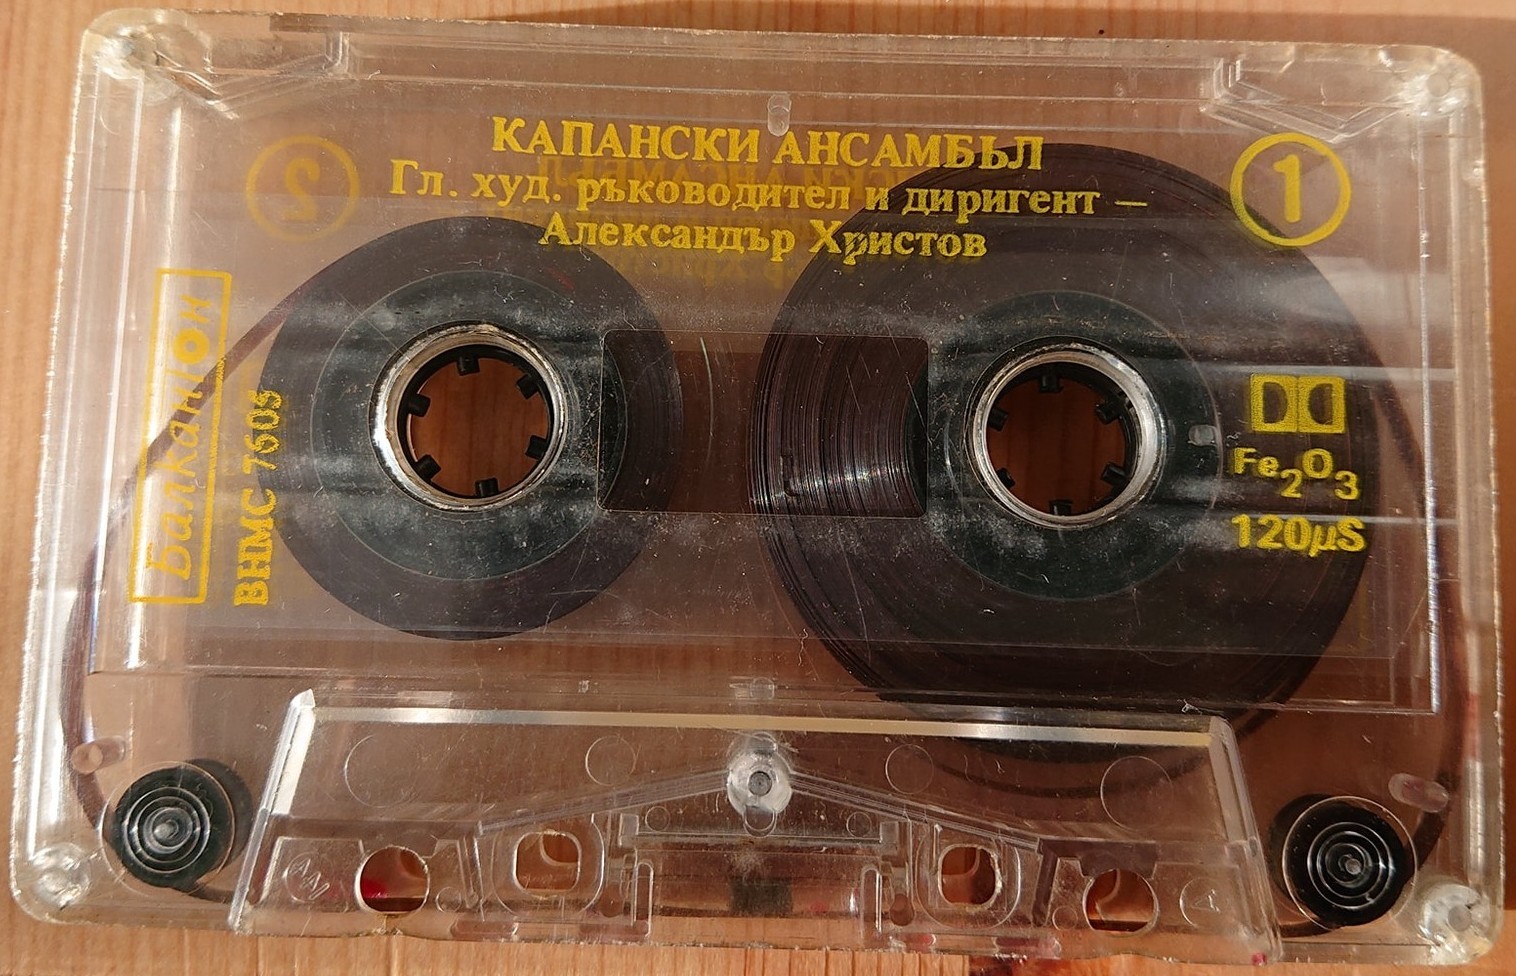 КАПАНСКИ АНСАМБЪЛ
Гл. худ. ръководител и диригент —
Александър Христов
1
2
Балкантон
ВНМС 7605
Fe₂O₃
120µS